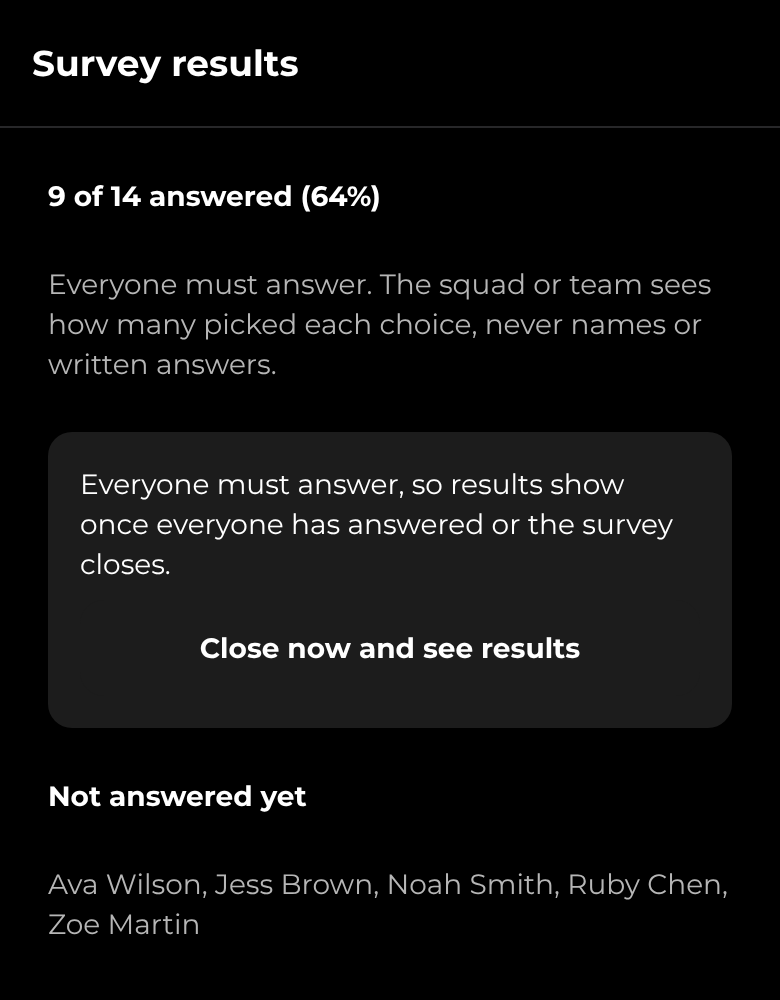 Survey results
9 of 14 answered (64%)
Everyone must answer. The squad or team sees
how many picked each choice, never names or
written answers.
Everyone must answer, so results show
once everyone has answered or the survey
closes.
Close now and see results
Not answered yet
Ava Wilson, Jess Brown, Noah Smith, Ruby Chen,
Zoe Martin